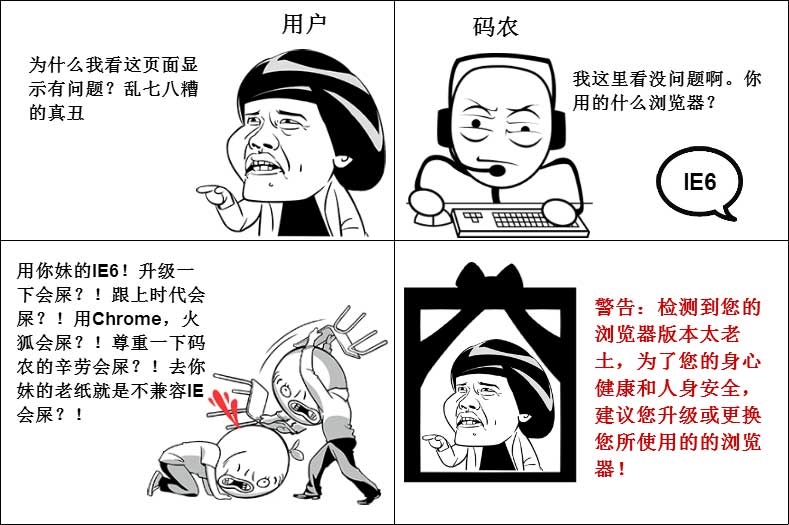 用户
为什么我看这页面显
示有问题？乱七八糟
的真丑
码农
我这里看没问题啊。你
用的什么浏览器？
IE6
用你妹的IE6！升级一
下会屎？！跟上时代会
屎？！用Chrome，火
狐会屎？！尊重一下码
农的辛劳会屎？！去你
妹的老纸就是不兼容IE
会屎？！
警告：检测到您的
浏览器版本太老
土，为了您的身心
健康和人身安全，
建议您升级或更换
您所使用的的浏览
器！